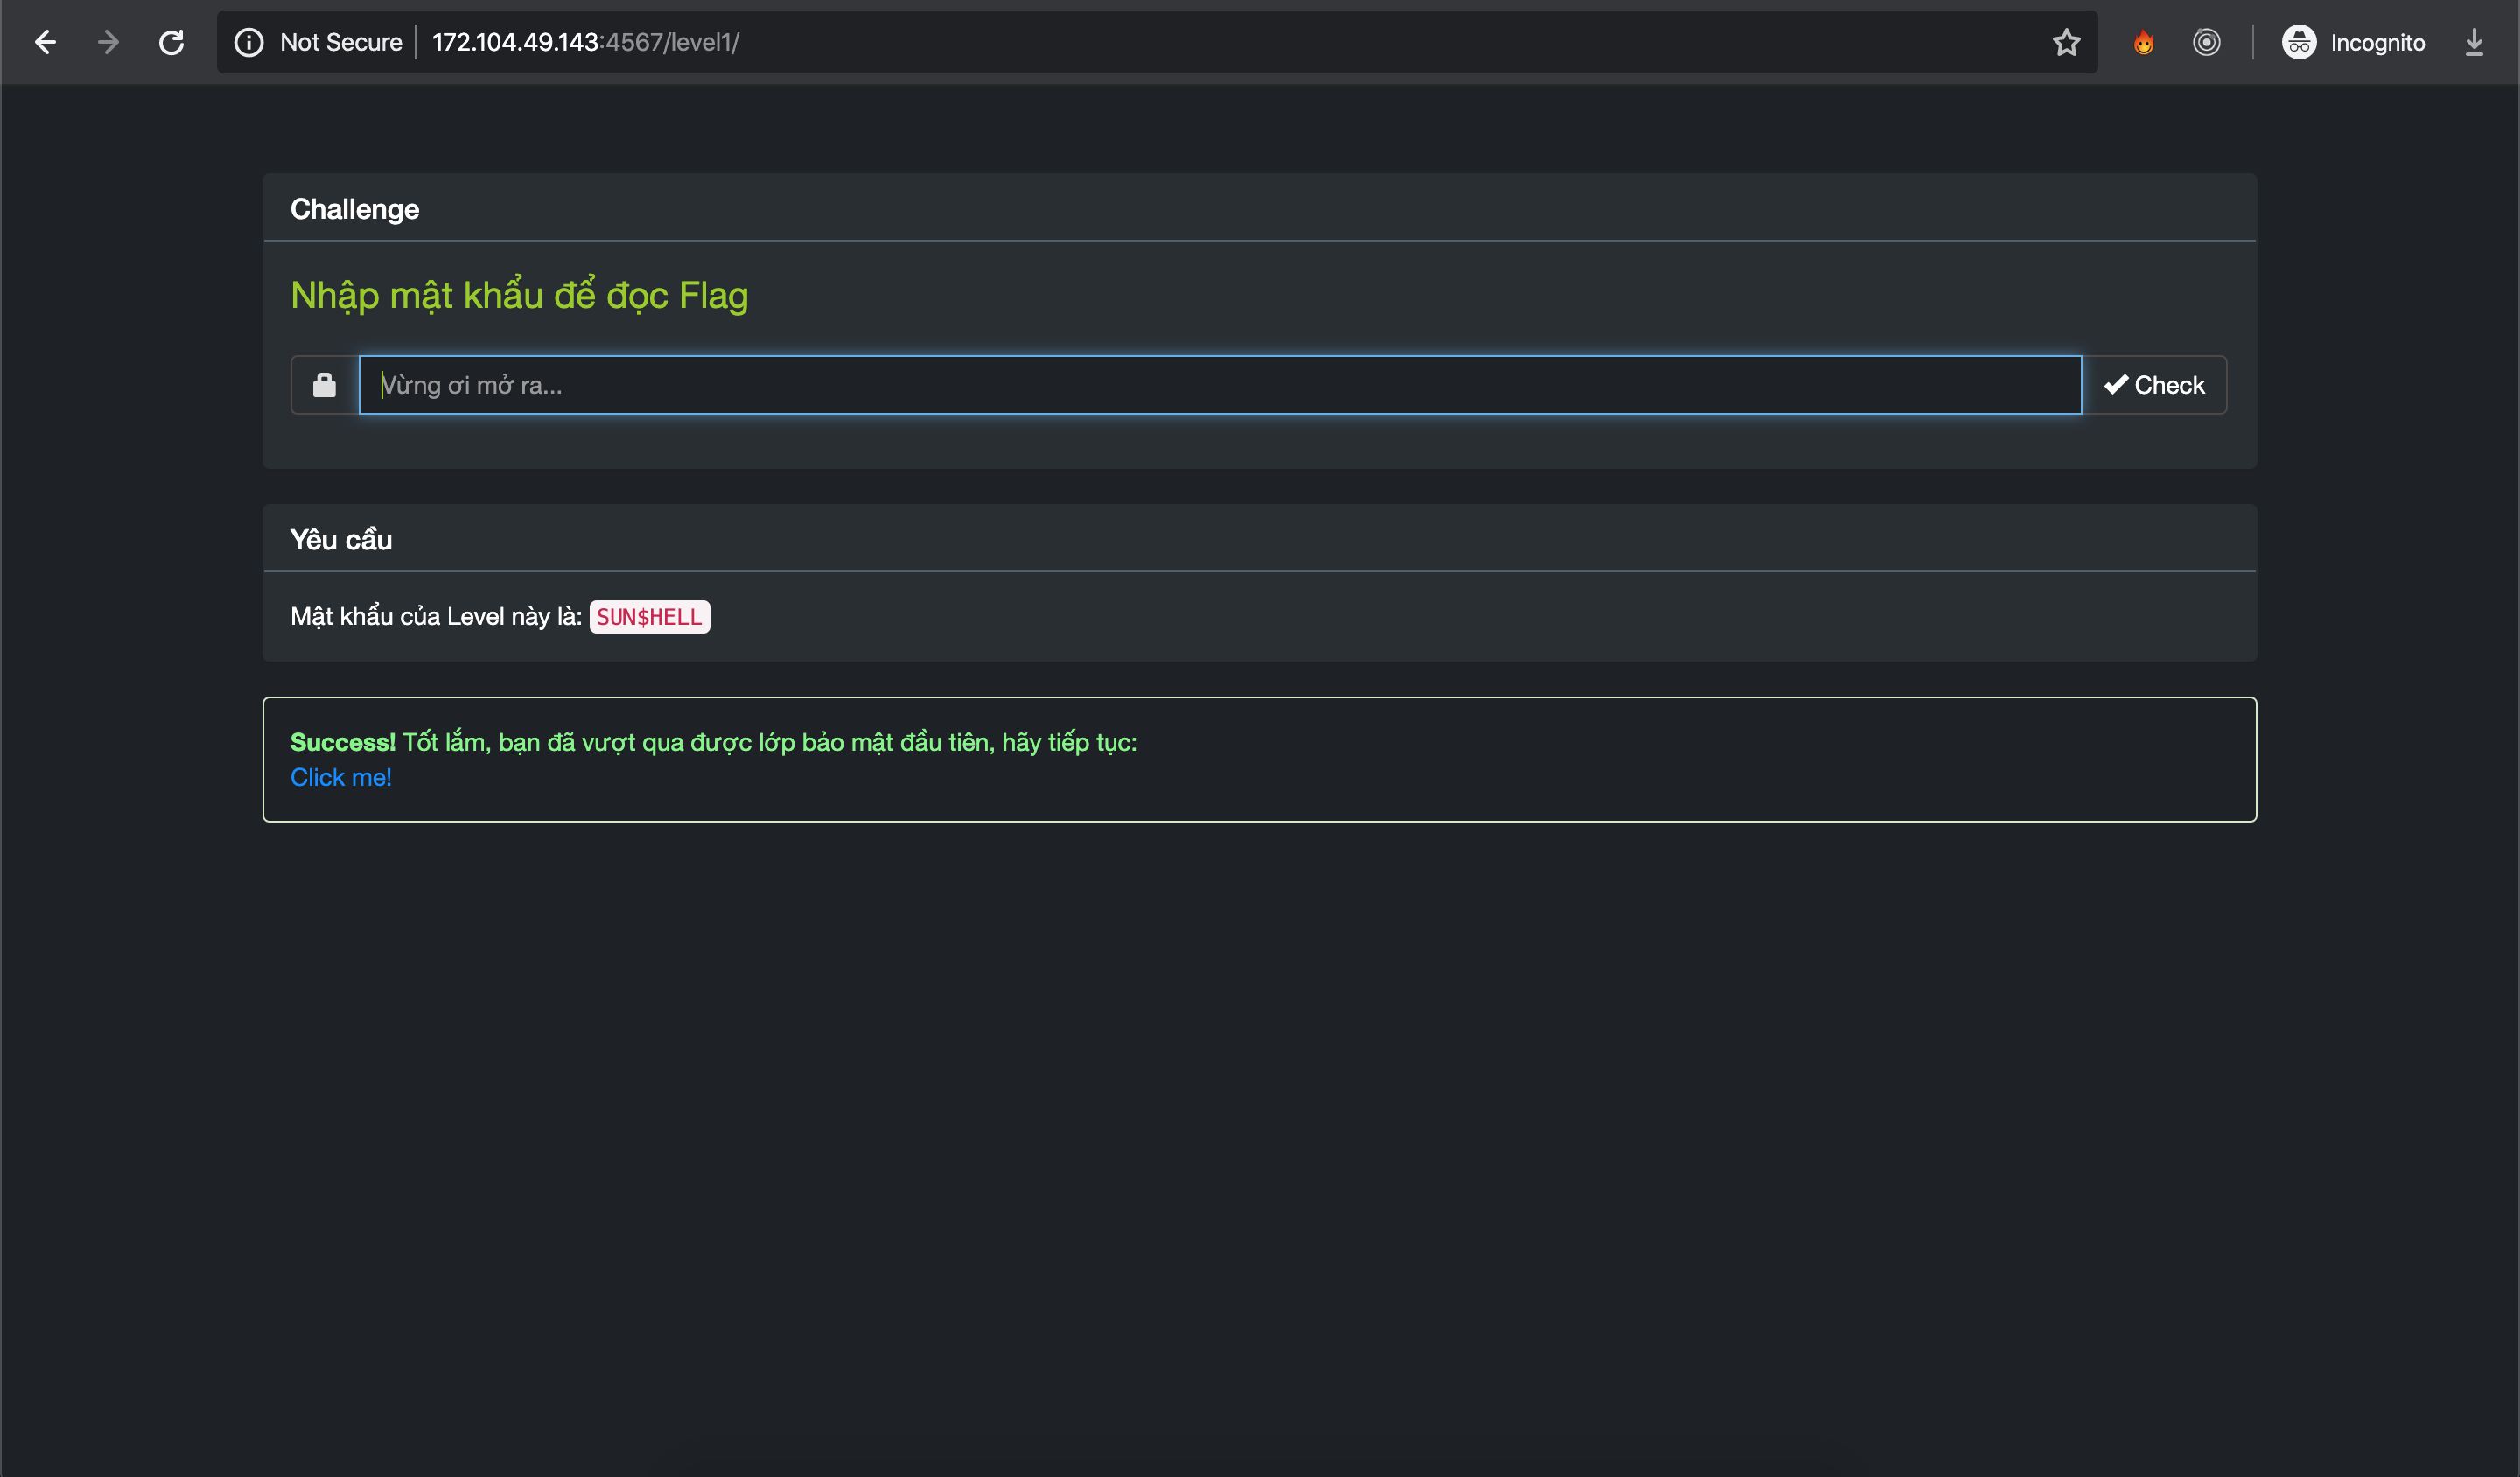 Not Secure 172.104.49.143:4567/level1/ Incognito
Challenge
Nhập mật khẩu để đọc Flag
Vừng ơi mở ra... Check
Yêu cầu
Mật khẩu của Level này là: SUN$HELL
Success! Tốt lắm, bạn đã vượt qua được lớp bảo mật đầu tiên, hãy tiếp tục:
Click me!